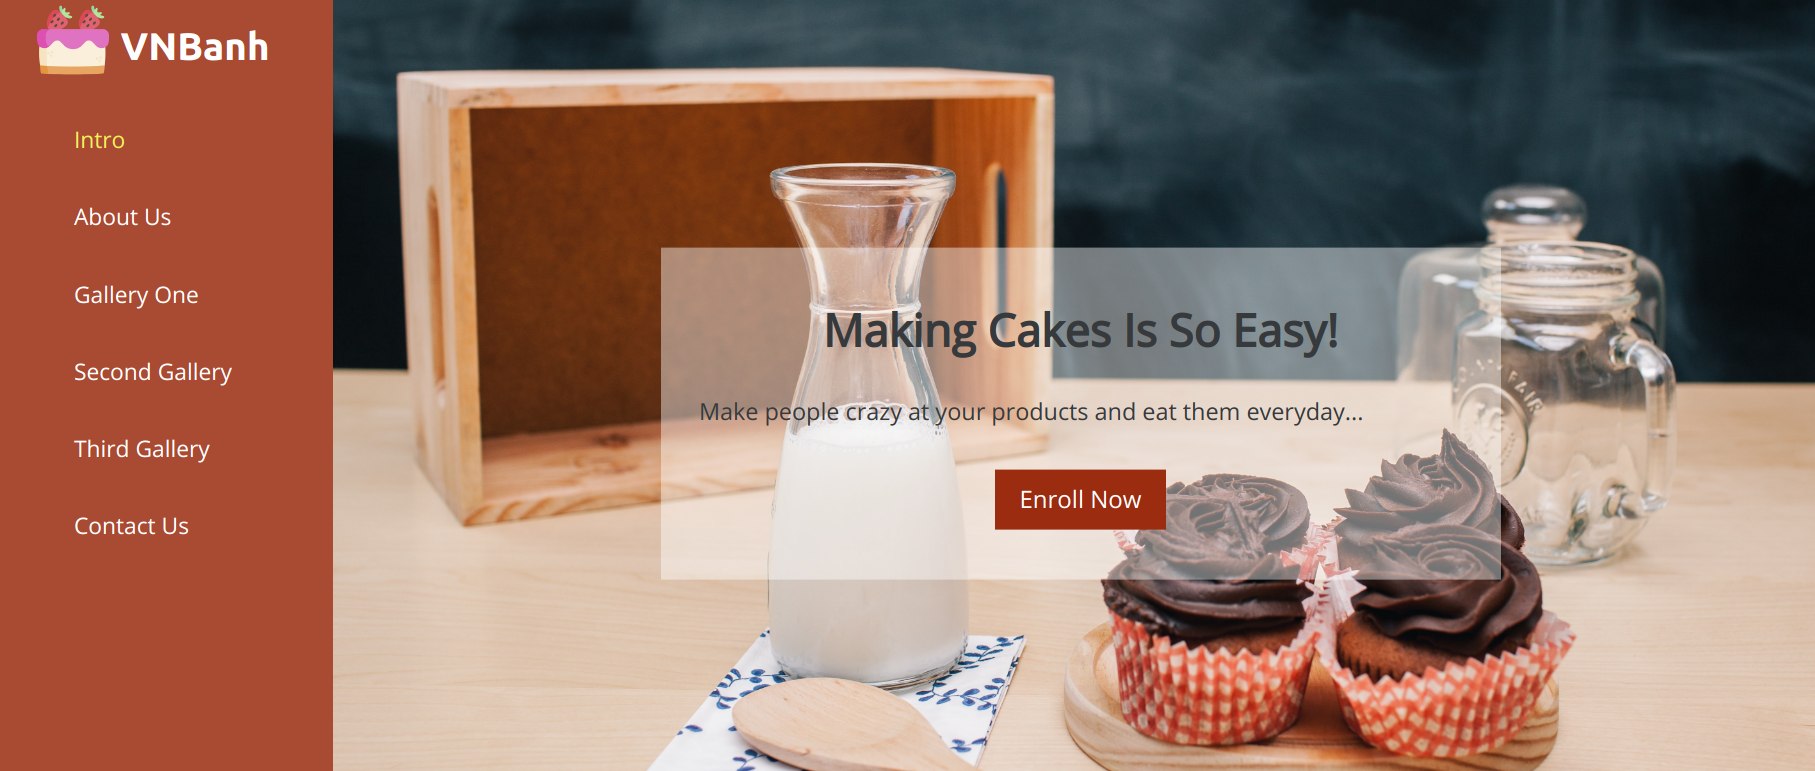 VNBanh
Intro
About Us
Gallery One
Second Gallery
Third Gallery
Contact Us
Making Cakes Is So Easy!
Make people crazy at your products and eat them everyday...
Enroll Now
FAIR